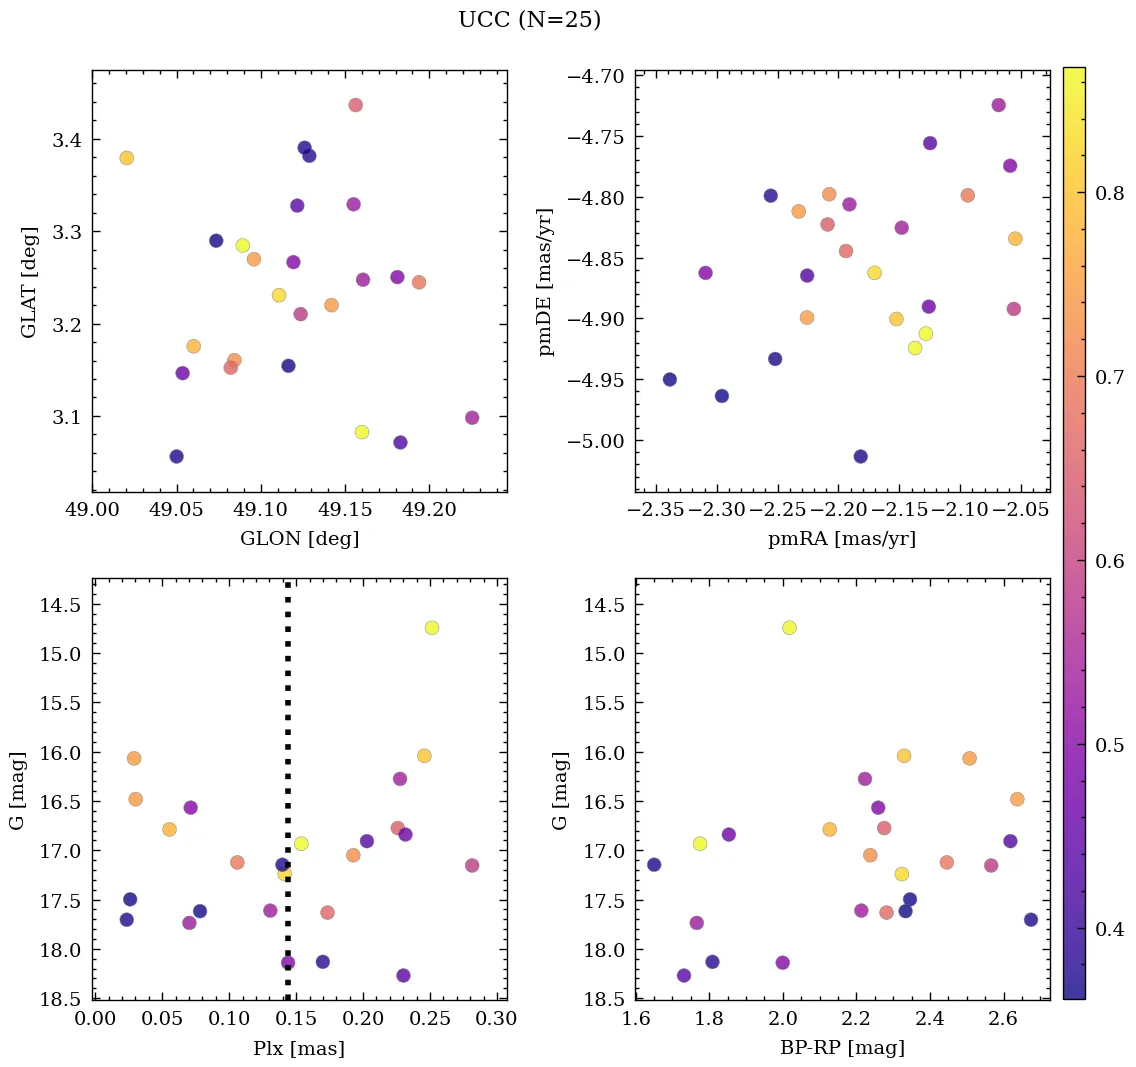 UCC (N=25)
3.4
3.3
3.2
3.1
GLAT [deg]
49.00 49.05 49.10 49.15 49.20
GLON [deg]
−4.70
−4.75
−4.80
−4.85
−4.90
−4.95
−5.00
pmDE [mas/yr]
−2.35 −2.30 −2.25 −2.20 −2.15 −2.10 −2.05
pmRA [mas/yr]
14.5
15.0
15.5
16.0
16.5
17.0
17.5
18.0
18.5
G [mag]
0.00 0.05 0.10 0.15 0.20 0.25 0.30
Plx [mas]
14.5
15.0
15.5
16.0
16.5
17.0
17.5
18.0
18.5
G [mag]
1.6 1.8 2.0 2.2 2.4 2.6
BP-RP [mag]
0.8
0.7
0.6
0.5
0.4